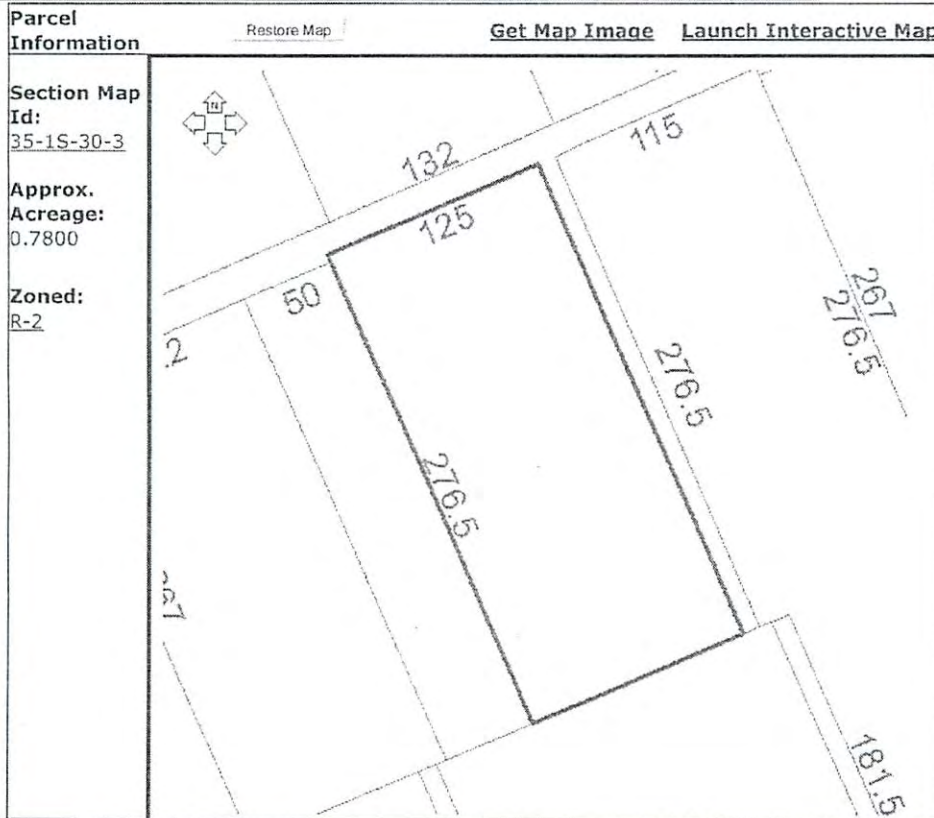 Parcel
Information
Restore Map
Get Map Image
Launch Interactive Map
Section Map
Id:
35-1S-30-3
Approx.
Acreage:
0.7800
Zoned:
R-2
N
132
115
125
50
.2
267
276.5
276.5
276.5
181.5